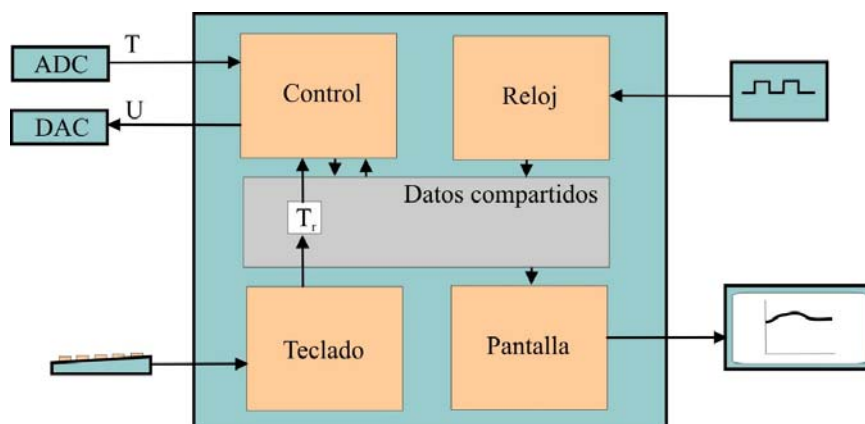 T
ADC
Control
Reloj
U
DAC
Datos compartidos
Tr
Teclado
Pantalla